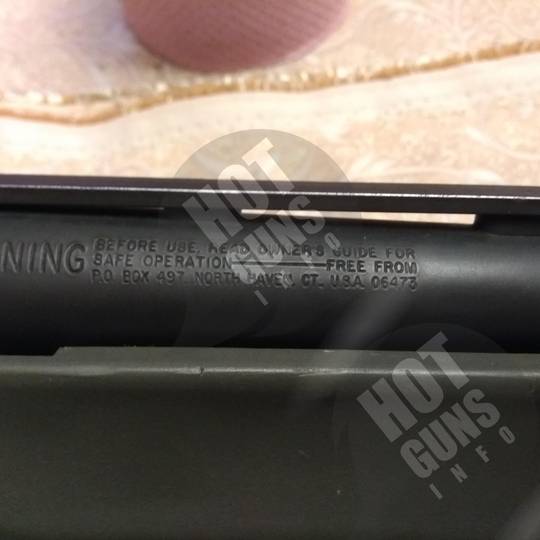 NING
BEFORE USE, READ OWNER'S GUIDE FOR
SAFE OPERATION————FREE FROM
P.O. BOX 497, NORTH HAVEN, CT., U.S.A. 06473
HOT
GUNS
INFO
HOT
GUNS
INFO